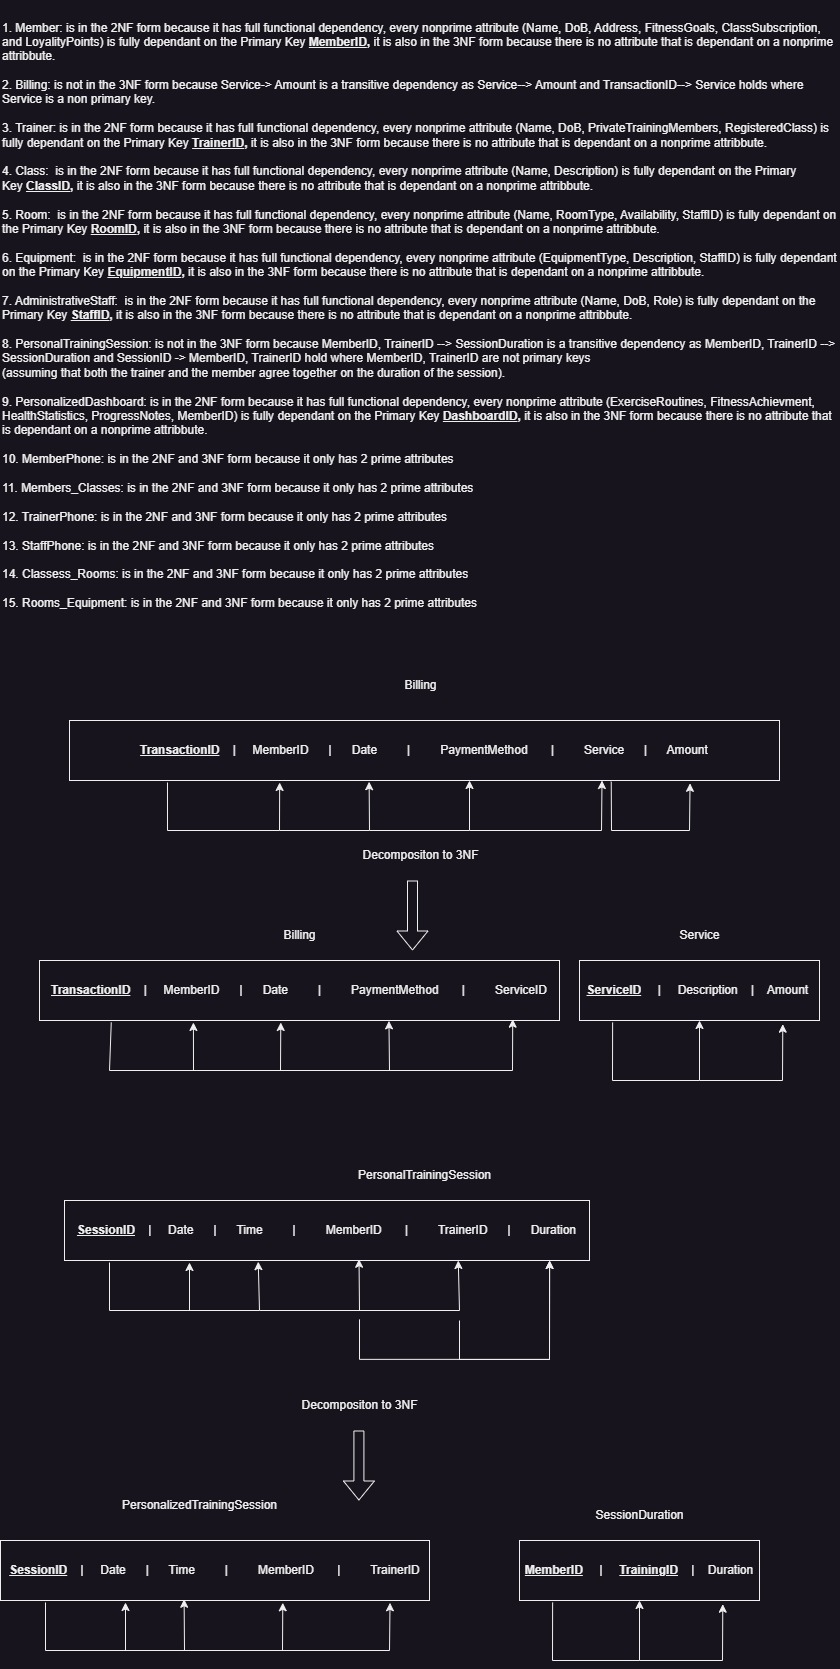 1. Member: is in the 2NF form because it has full functional dependency, every nonprime attribute (Name, DoB, Address, FitnessGoals, ClassSubscription,
and LoyalityPoints) is fully dependant on the Primary Key MemberID, it is also in the 3NF form because there is no attribute that is dependant on a nonprime
attribbute.
2. Billing: is not in the 3NF form because Service-> Amount is a transitive dependency as Service--> Amount and TransactionID--> Service holds where
Service is a non primary key.
3. Trainer: is in the 2NF form because it has full functional dependency, every nonprime attribute (Name, DoB, PrivateTrainingMembers, RegisteredClass) is
fully dependant on the Primary Key TrainerID, it is also in the 3NF form because there is no attribute that is dependant on a nonprime attribbute.
4. Class:  is in the 2NF form because it has full functional dependency, every nonprime attribute (Name, Description) is fully dependant on the Primary
Key ClassID, it is also in the 3NF form because there is no attribute that is dependant on a nonprime attribbute.
5. Room:  is in the 2NF form because it has full functional dependency, every nonprime attribute (Name, RoomType, Availability, StaffID) is fully dependant on
the Primary Key RoomID, it is also in the 3NF form because there is no attribute that is dependant on a nonprime attribbute.
6. Equipment:  is in the 2NF form because it has full functional dependency, every nonprime attribute (EquipmentType, Description, StaffID) is fully dependant
on the Primary Key EquipmentID, it is also in the 3NF form because there is no attribute that is dependant on a nonprime attribbute.
7. AdministrativeStaff:  is in the 2NF form because it has full functional dependency, every nonprime attribute (Name, DoB, Role) is fully dependant on the
Primary Key StaffID, it is also in the 3NF form because there is no attribute that is dependant on a nonprime attribbute.
8. PersonalTrainingSession: is not in the 3NF form because MemberID, TrainerID --> SessionDuration is a transitive dependency as MemberID, TrainerID -->
SessionDuration and SessionID -> MemberID, TrainerID hold where MemberID, TrainerID are not primary keys
(assuming that both the trainer and the member agree together on the duration of the session).
9. PersonalizedDashboard: is in the 2NF form because it has full functional dependency, every nonprime attribute (ExerciseRoutines, FitnessAchievment,
HealthStatistics, ProgressNotes, MemberID) is fully dependant on the Primary Key DashboardID, it is also in the 3NF form because there is no attribute that
is dependant on a nonprime attribbute.
10. MemberPhone: is in the 2NF and 3NF form because it only has 2 prime attributes
11. Members_Classes: is in the 2NF and 3NF form because it only has 2 prime attributes
12. TrainerPhone: is in the 2NF and 3NF form because it only has 2 prime attributes
13. StaffPhone: is in the 2NF and 3NF form because it only has 2 prime attributes
14. Classess_Rooms: is in the 2NF and 3NF form because it only has 2 prime attributes
15. Rooms_Equipment: is in the 2NF and 3NF form because it only has 2 prime attributes
Billing
TransactionID | MemberID | Date | PaymentMethod | Service | Amount
Decompositon to 3NF
Billing
TransactionID | MemberID | Date | PaymentMethod | ServiceID
Service
ServiceID | Description | Amount
PersonalTrainingSession
SessionID | Date | Time | MemberID | TrainerID | Duration
Decompositon to 3NF
PersonalizedTrainingSession
SessionID | Date | Time | MemberID | TrainerID
SessionDuration
MemberID | TrainingID | Duration